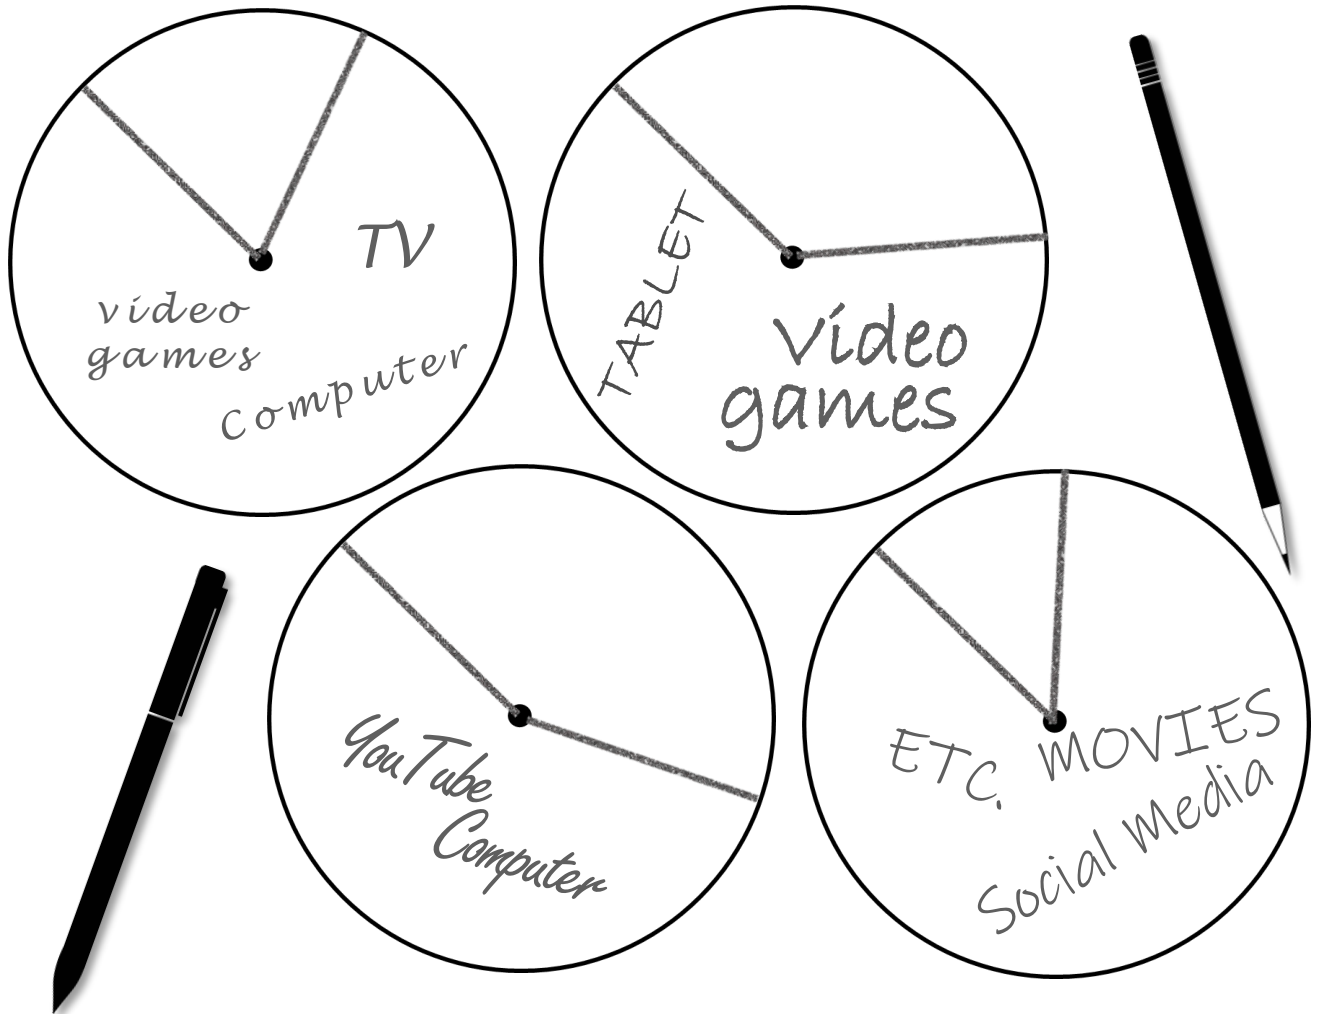 TV
video
games
Computer
TABLET
video
games
YouTube
Computer
ETC.
MOVIES
Social Media